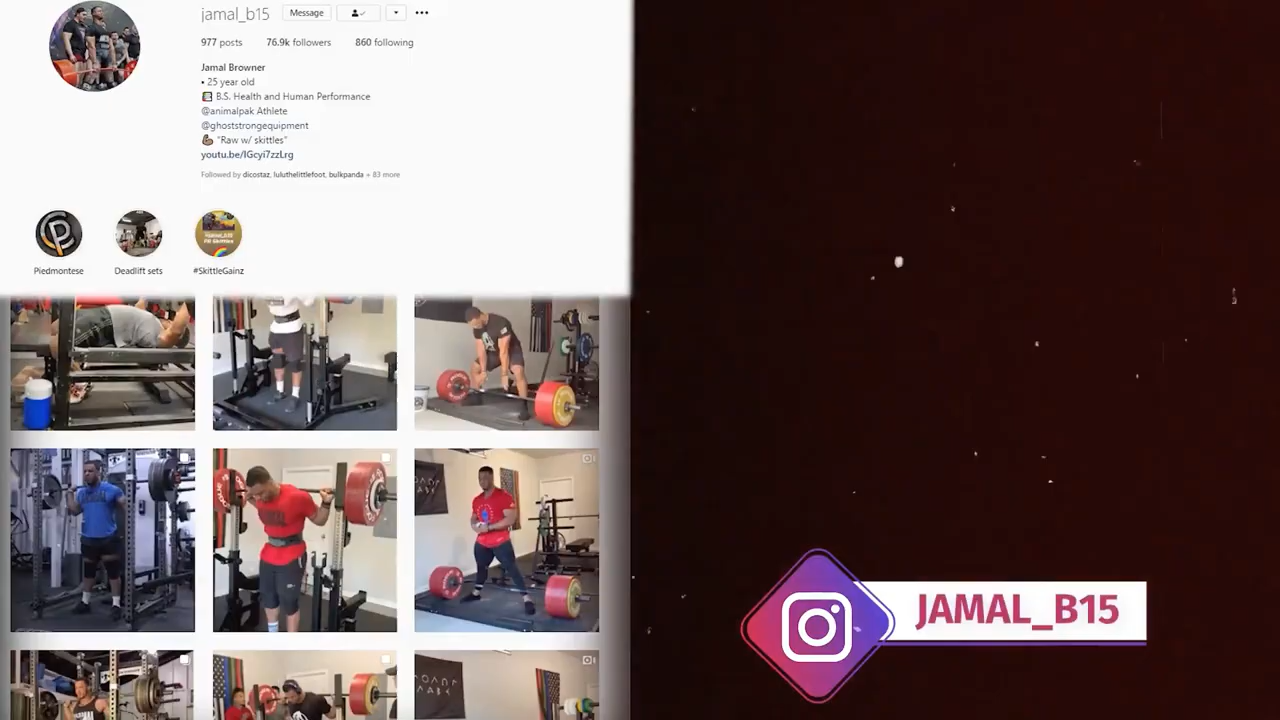 jamal_b15 Message
977 posts 76.9k followers 860 following
Jamal Browner
• 25 year old
B.S. Health and Human Performance
@animalpak Athlete
@ghoststrongequipment
"Raw w/ skittles"
youtu.be/lGcyi7zzLrg
Followed by dicostaz, luluthelittlefoot, bulkpanda + 83 more
Piedmontese Deadlift sets #SkittleGainz
JAMAL_B15